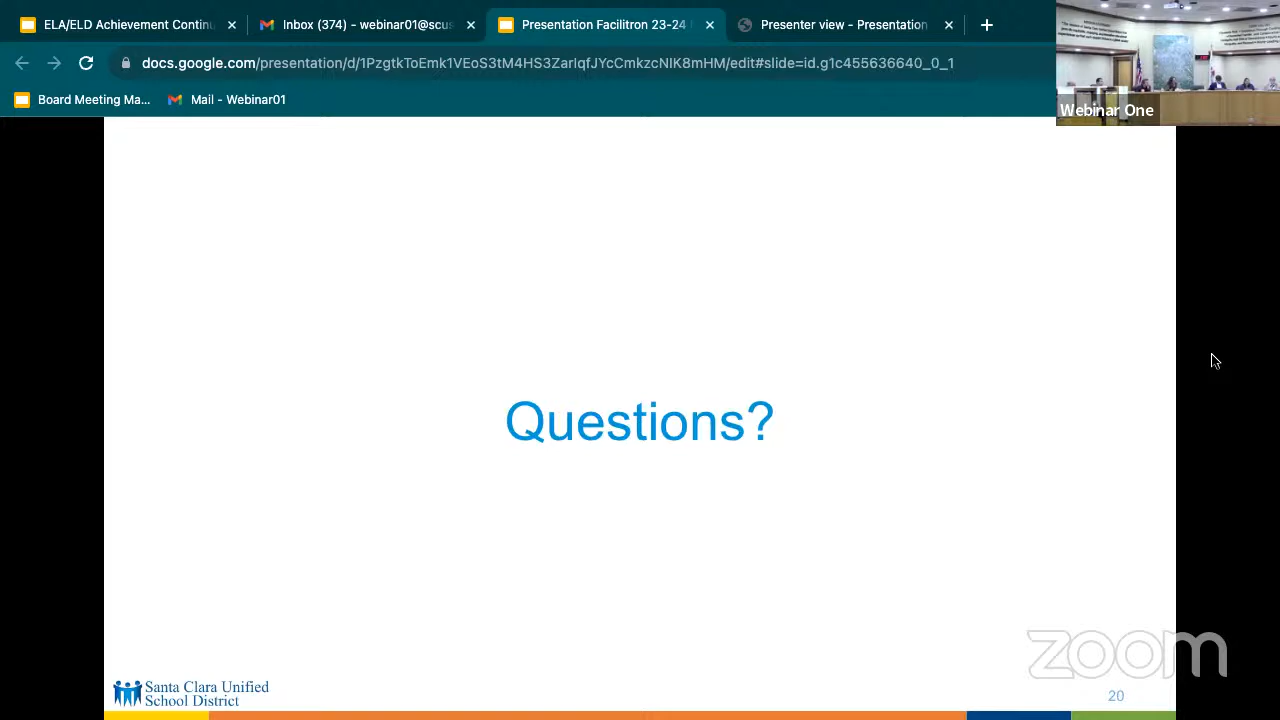 ELA/ELD Achievement Contin
Inbox (374) - webinar01@scus
Presentation Facilitron 23-24
Presenter view - Presentation
docs.google.com/presentation/d/1PzgtkToEmk1VEoS3tM4HS3ZarIqfJYcCmkzcNIK8mHM/edit#slide=id.g1c455636640_0_1
Board Meeting Ma...
Mail - Webinar01
Webinar One
Questions?
zoom
Santa Clara Unified
School District
20